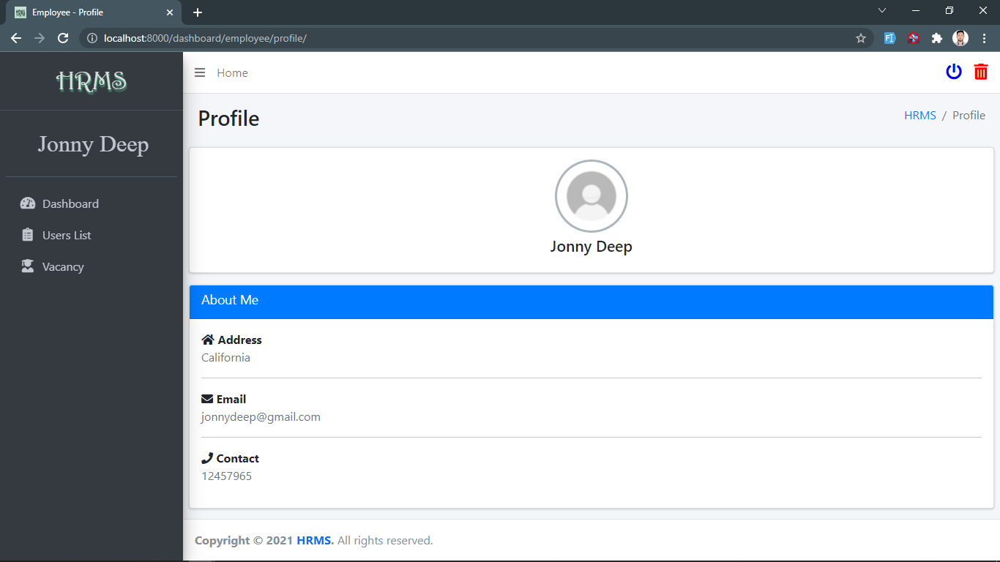 Employee - Profile
localhost:8000/dashboard/employee/profile/
HRMS
Home
Jonny Deep
Dashboard
Users List
Vacancy
Profile
HRMS / Profile
Jonny Deep
About Me
Address
California
Email
jonnydeep@gmail.com
Contact
12457965
Copyright © 2021 HRMS. All rights reserved.